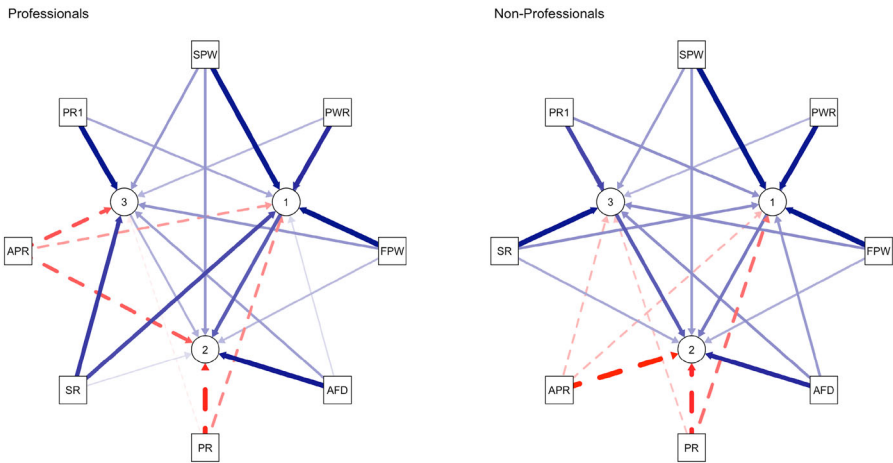 Professionals
Non-Professionals
SPW
SPW
PR1
PWR
PR1
PWR
3
1
3
1
APR
FPW
SR
FPW
2
2
SR
AFD
APR
AFD
PR
PR